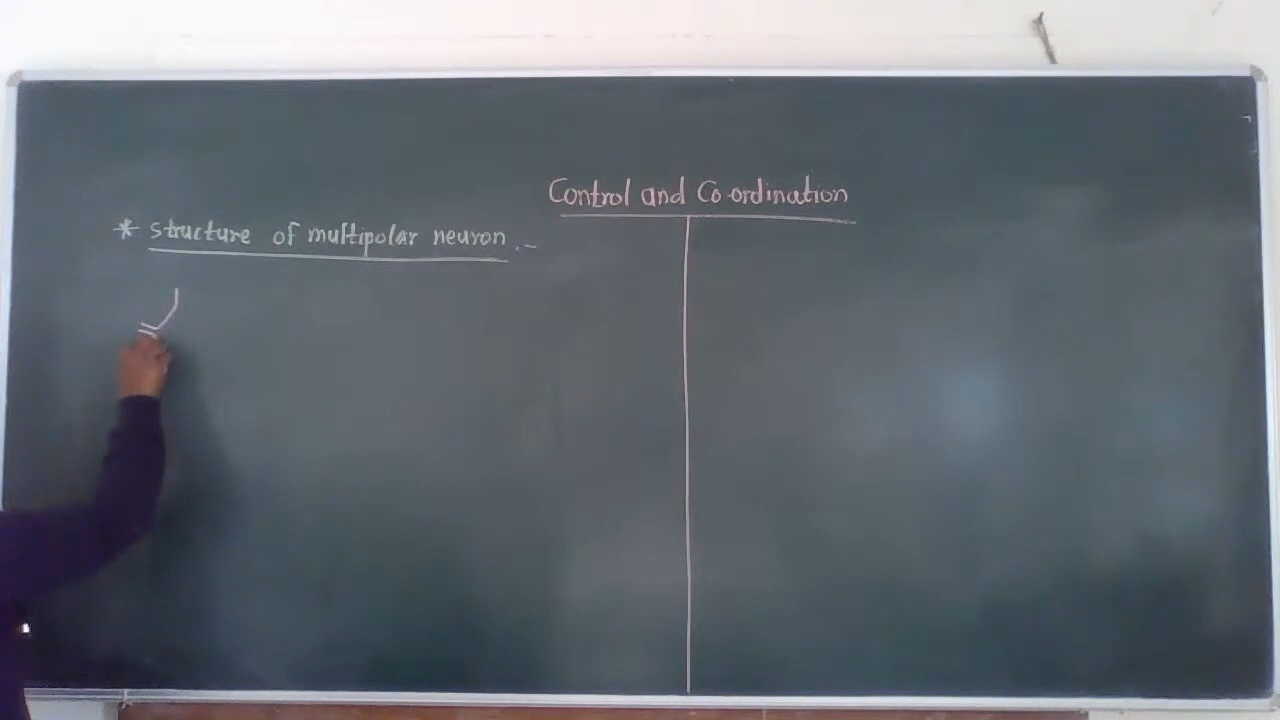 Control and Co-ordination
* structure of multipolar neuron.-